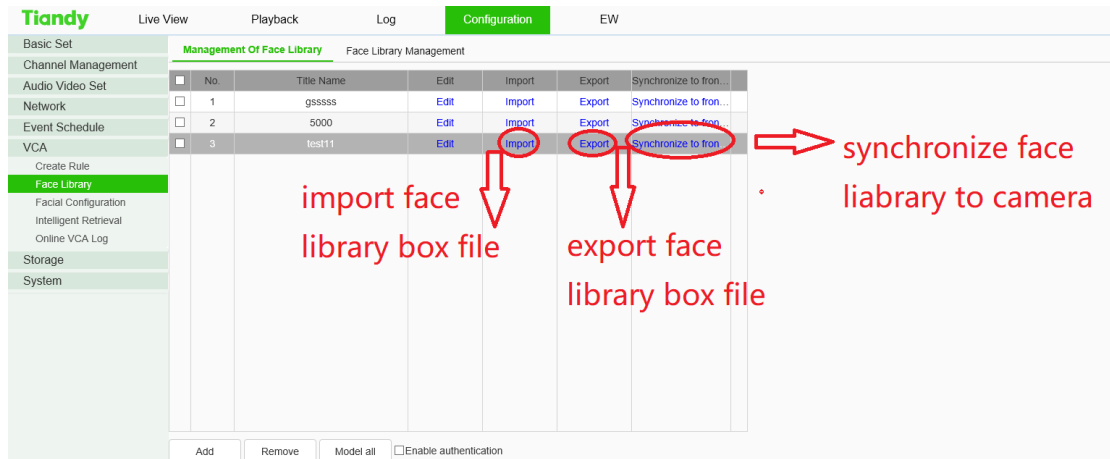 Tiandy Live View Playback Log Configuration EW
Basic Set
Channel Management
Audio Video Set
Network
Event Schedule
VCA
Create Rule
Face Library
Facial Configuration
Intelligent Retrieval
Online VCA Log
Storage
System
Management Of Face Library Face Library Management
No. Title Name Edit Import Export Synchronize to fron...
1 gsssss Edit Import Export Synchronize to fron...
2 5000 Edit Import Export Synchronize to fron...
3 test11 Edit Import Export Synchronize to fron
import face
library box file
export face
library box file
synchronize face
liabrary to camera
Add Remove Model all Enable authentication